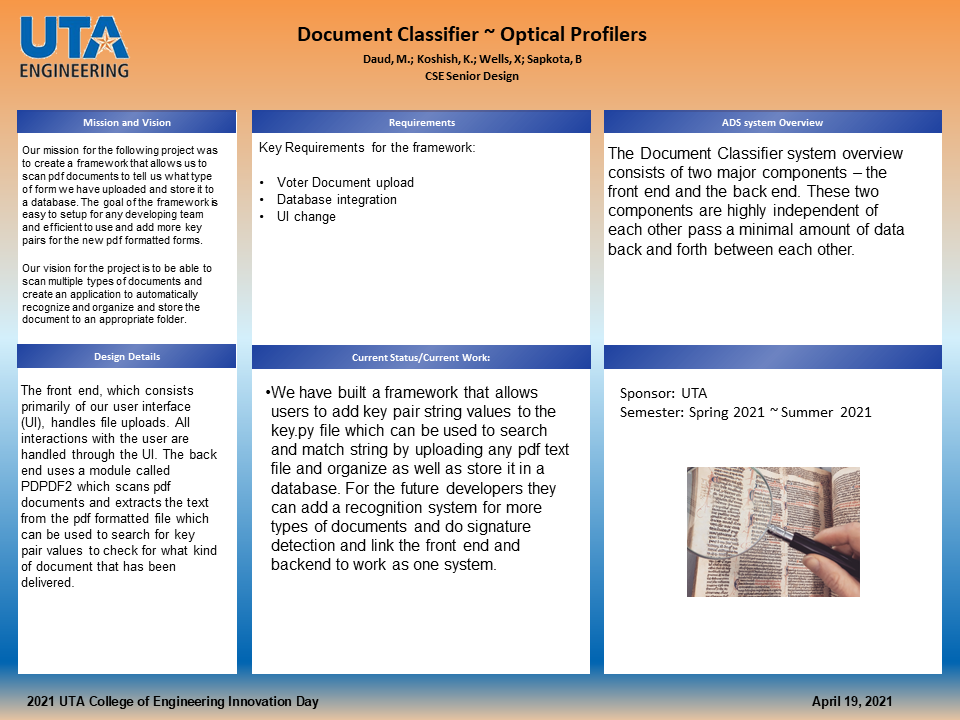 UTA
ENGINEERING
Document Classifier ~ Optical Profilers
Daud, M.; Koshish, K.; Wells, X; Sapkota, B
CSE Senior Design
Mission and Vision
Our mission for the following project was
to create a framework that allows us to
scan pdf documents to tell us what type
of form we have uploaded and store it to
a database. The goal of the framework is
easy to setup for any developing team
and efficient to use and add more key
pairs for the new pdf formatted forms.
Our vision for the project is to be able to
scan multiple types of documents and
create an application to automatically
recognize and organize and store the
document to an appropriate folder.
Requirements
Key Requirements for the framework:
• Voter Document upload
• Database integration
• UI change
ADS system Overview
The Document Classifier system overview
consists of two major components – the
front end and the back end. These two
components are highly independent of
each other pass a minimal amount of data
back and forth between each other.
Design Details
The front end, which consists
primarily of our user interface
(UI), handles file uploads. All
interactions with the user are
handled through the UI. The back
end uses a module called
PDPDF2 which scans pdf
documents and extracts the text
from the pdf formatted file which
can be used to search for key
pair values to check for what kind
of document that has been
delivered.
Current Status/Current Work:
•We have built a framework that allows
users to add key pair string values to the
key.py file which can be used to search
and match string by uploading any pdf text
file and organize as well as store it in a
database. For the future developers they
can add a recognition system for more
types of documents and do signature
detection and link the front end and
backend to work as one system.
Sponsor: UTA
Semester: Spring 2021 ~ Summer 2021
2021 UTA College of Engineering Innovation Day
April 19, 2021